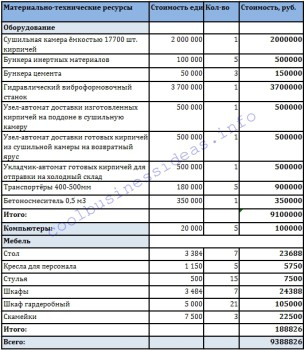 Материально-технические ресурсы Стоимость еди Кол-во Стоимость, руб.
Оборудование
Сушильная камера ёмкостью 17700 шт. кирпичей 2 000 000 1 2000000
Бункера инертных материалов 100 000 5 500000
Бункера цемента 50 000 3 150000
Гидравлический виброформовочный станок 3 700 000 1 3700000
Узел-автомат доставки изготовленных кирпичей на поддоне в сушильную камеру 500 000 1 500000
Узел-автомат доставки готовых кирпичей из сушильной камеры на возвратный ярус 500 000 1 500000
Укладчик-автомат готовых кирпичей для отправки на холодный склад 500 000 1 500000
Транспортёры 400-500мм 180 000 5 900000
Бетоносмеситель 0,5 м3 350 000 1 350000
Итого: 9100000
Компьютеры: 20 000 5 100000
Мебель
Стол 3 384 7 23688
Кресла для персонала 1 150 5 5750
Стулья 500 15 7500
Шкафы 3 484 7 24388
Шкаф гардеробный 5 000 21 105000
Скамейки 7 500 3 22500
Итого: 188826
Всего: 9388826
coolbusinessideas.info